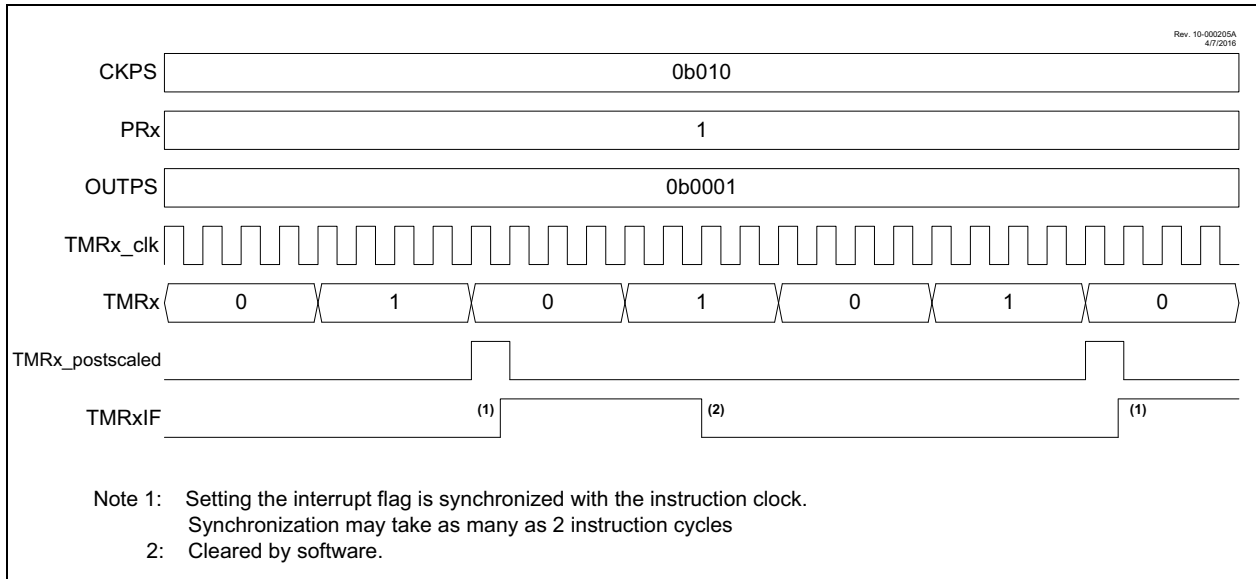 Rev. 10-000205A
4/7/2016
CKPS 0b010
PRx 1
OUTPS 0b0001
TMRx_clk
TMRx 0 1 0 1 0 1 0
TMRx_postscaled
TMRxIF (1) (2) (1)
Note 1: Setting the interrupt flag is synchronized with the instruction clock.
Synchronization may take as many as 2 instruction cycles
2: Cleared by software.